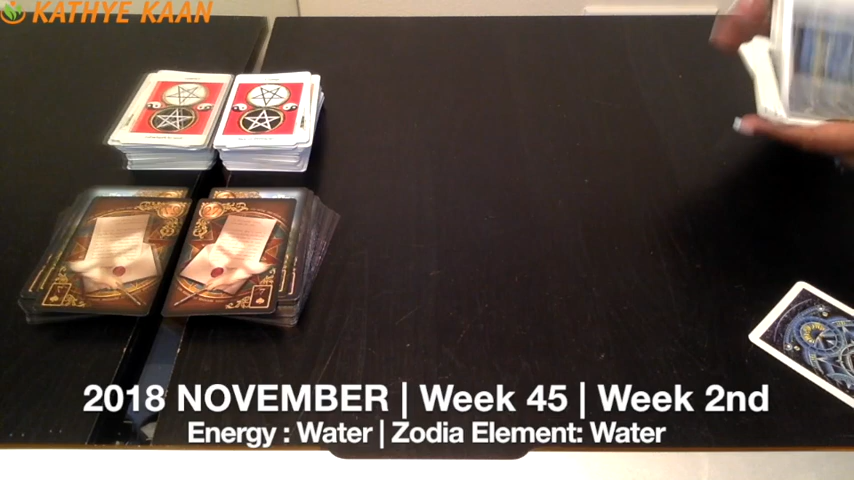 KATHYE KAAN
2018 NOVEMBER | Week 45 | Week 2nd
Energy : Water | Zodia Element: Water